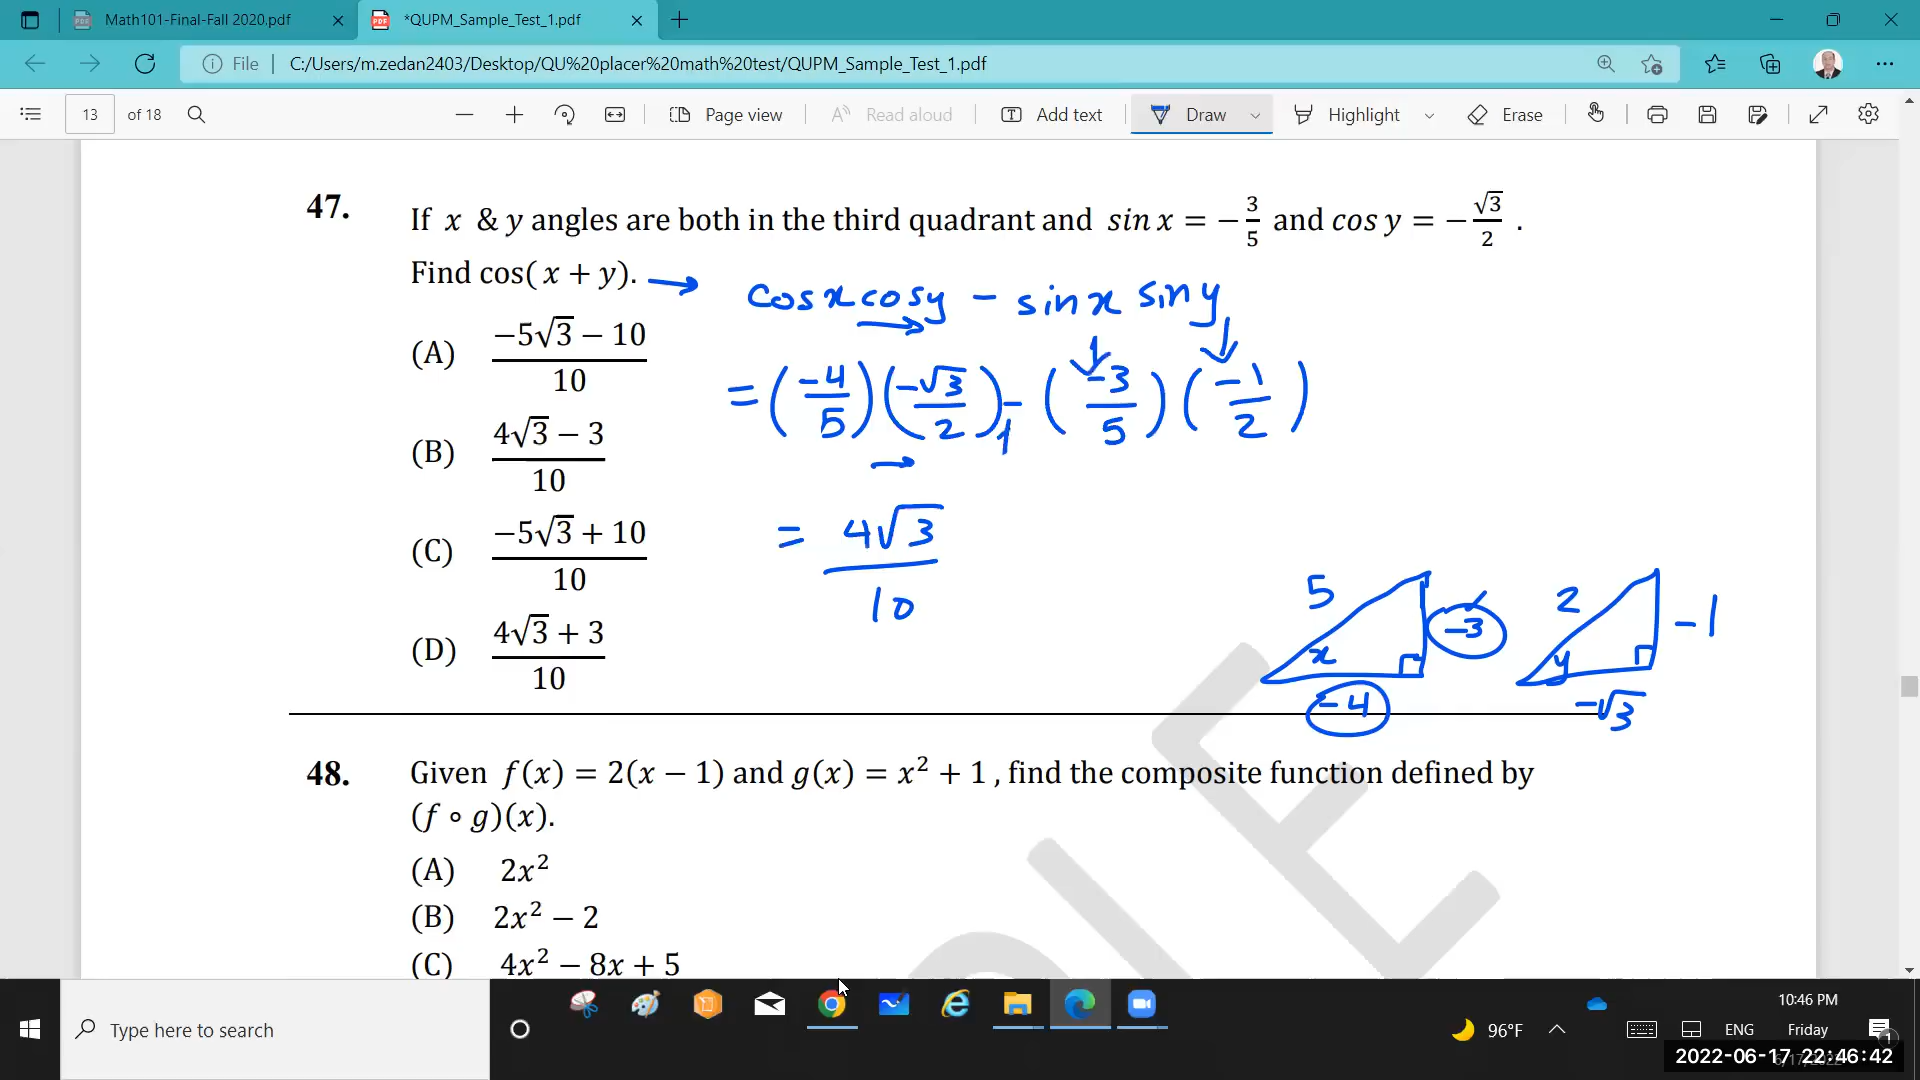 Math101-Final-Fall 2020.pdf
*QUPM_Sample_Test_1.pdf
File
C:/Users/m.zedan2403/Desktop/QU%20placer%20math%20test/QUPM_Sample_Test_1.pdf
13 of 18
Page view
Read aloud
Add text
Draw
Highlight
Erase
47. If x & y angles are both in the third quadrant and sin x = −3/5 and cos y = −√3/2 .
Find cos( x + y). → cos x cos y − sin x sin y
= (−4/5)(−√3/2) − (−3/5)(−1/2)
= 4√3/10
(A) (−5√3 − 10)/10
(B) (4√3 − 3)/10
(C) (−5√3 + 10)/10
(D) (4√3 + 3)/10
5 −3 x −4
2 −1 y −√3
48. Given f(x) = 2(x − 1) and g(x) = x² + 1 , find the composite function defined by
(f ∘ g)(x).
(A) 2x²
(B) 2x² − 2
(C) 4x² − 8x + 5
Type here to search
96°F
ENG
10:46 PM
Friday
1
2022-06-17 22:46:42